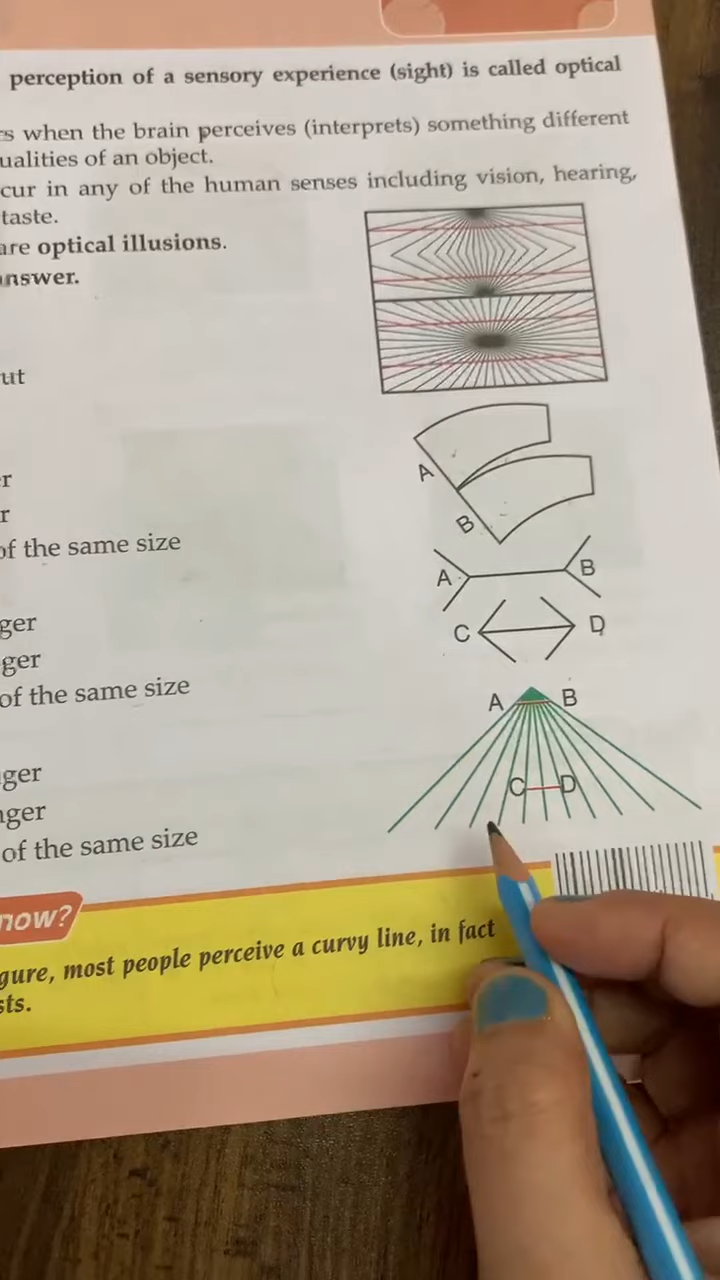 perception of a sensory experience (sight) is called optical
rs when the brain perceives (interprets) something different
ualities of an object.
cur in any of the human senses including vision, hearing,
taste.
are optical illusions.
nswer.
ut
r
r
of the same size
ger
ger
of the same size
ger
nger
of the same size
A
B
A B
C D
A B
C D
now?
gure, most people perceive a curvy line, in fact
sts.